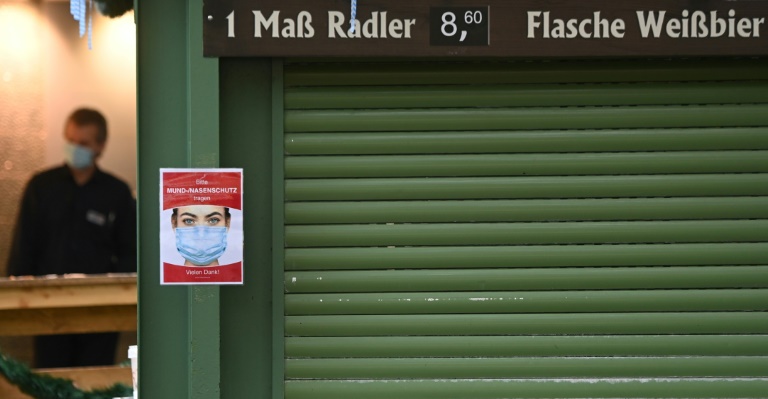 1 Maß Radler 8,60 Flasche Weißbier
Bitte
MUND-/NASENSCHUTZ
tragen
Vielen Dank!